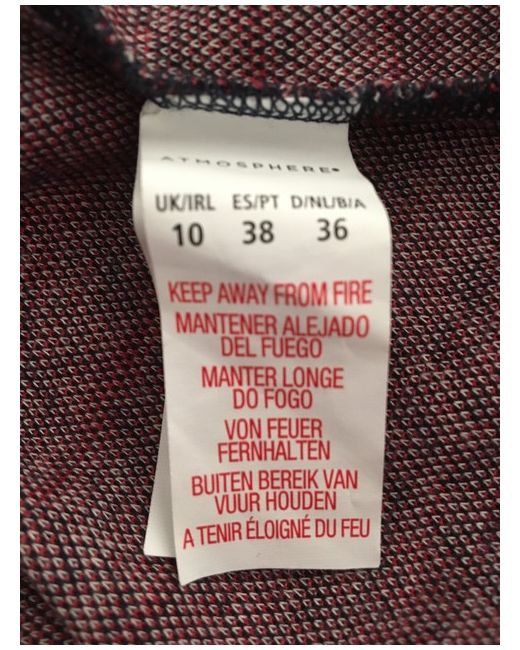 ATMOSPHERE®
UK/IRL ES/PT D/NL/B/A
10 38 36
KEEP AWAY FROM FIRE
MANTENER ALEJADO
DEL FUEGO
MANTER LONGE
DO FOGO
VON FEUER
FERNHALTEN
BUITEN BEREIK VAN
VUUR HOUDEN
A TENIR ÉLOIGNÉ DU FEU